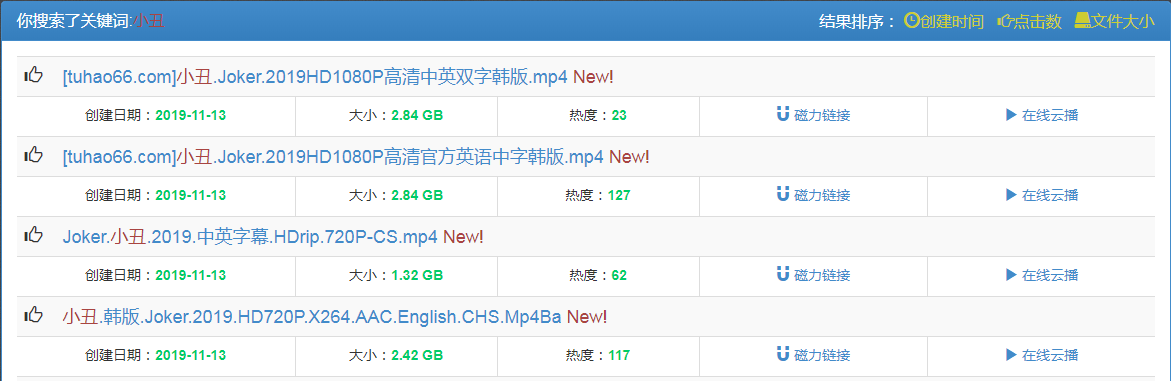 你搜索了关键词:小丑 结果排序： 创建时间 点击数 文件大小
[tuhao66.com]小丑.Joker.2019HD1080P高清中英双字韩版.mp4 New!
创建日期：2019-11-13 大小：2.84 GB 热度：23 磁力链接 在线云播
[tuhao66.com]小丑.Joker.2019HD1080P高清官方英语中字韩版.mp4 New!
创建日期：2019-11-13 大小：2.84 GB 热度：127 磁力链接 在线云播
Joker.小丑.2019.中英字幕.HDrip.720P-CS.mp4 New!
创建日期：2019-11-13 大小：1.32 GB 热度：62 磁力链接 在线云播
小丑.韩版.Joker.2019.HD720P.X264.AAC.English.CHS.Mp4Ba New!
创建日期：2019-11-13 大小：2.42 GB 热度：117 磁力链接 在线云播